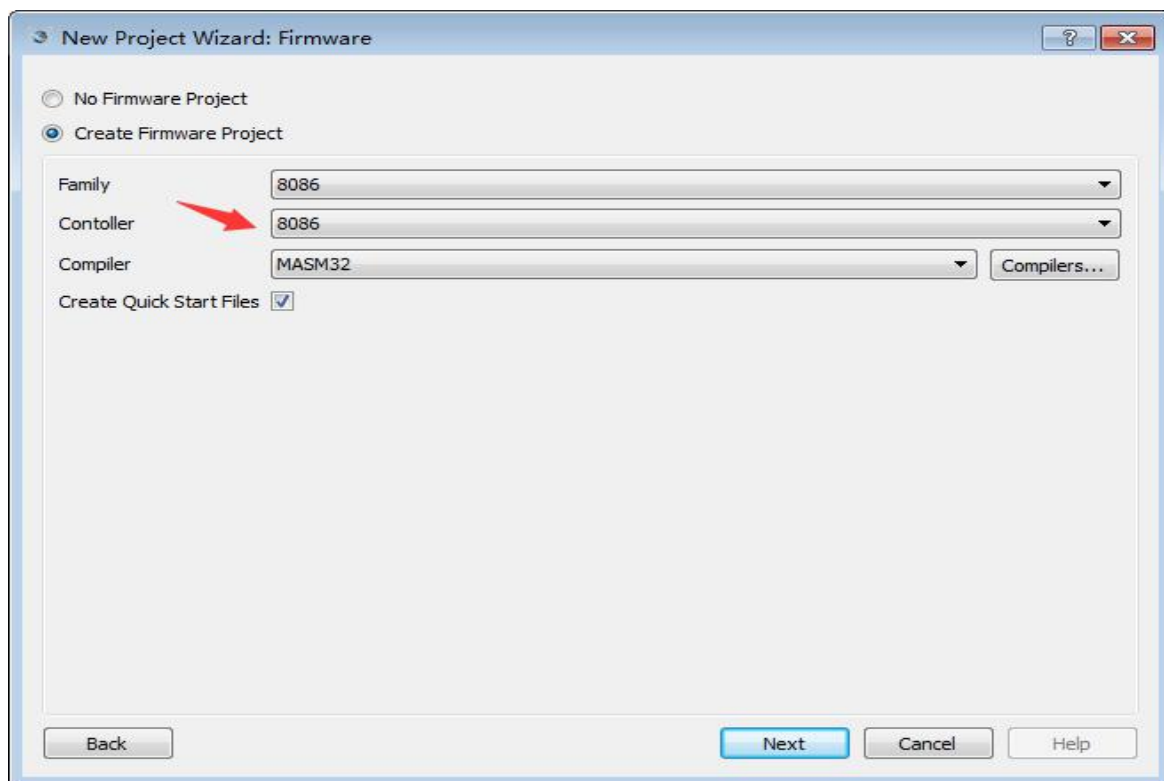 New Project Wizard: Firmware
?
No Firmware Project
Create Firmware Project
Family 8086
Contoller 8086
Compiler MASM32 Compilers...
Create Quick Start Files
Back Next Cancel Help